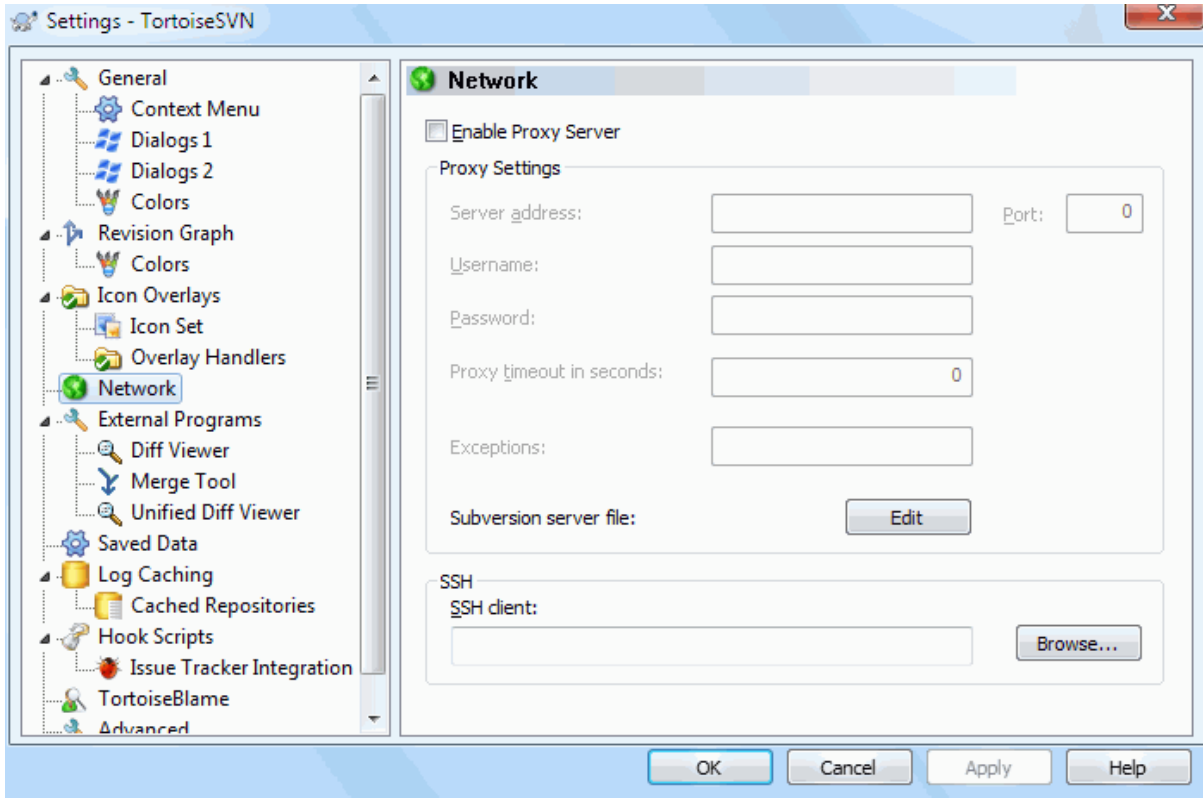 Settings - TortoiseSVN
X
General
Context Menu
Dialogs 1
Dialogs 2
Colors
Revision Graph
Colors
Icon Overlays
Icon Set
Overlay Handlers
Network
External Programs
Diff Viewer
Merge Tool
Unified Diff Viewer
Saved Data
Log Caching
Cached Repositories
Hook Scripts
Issue Tracker Integration
TortoiseBlame
Advanced
Network
Enable Proxy Server
Proxy Settings
Server address: Port: 0
Username:
Password:
Proxy timeout in seconds: 0
Exceptions:
Subversion server file: Edit
SSH
SSH client:
Browse...
OK Cancel Apply Help